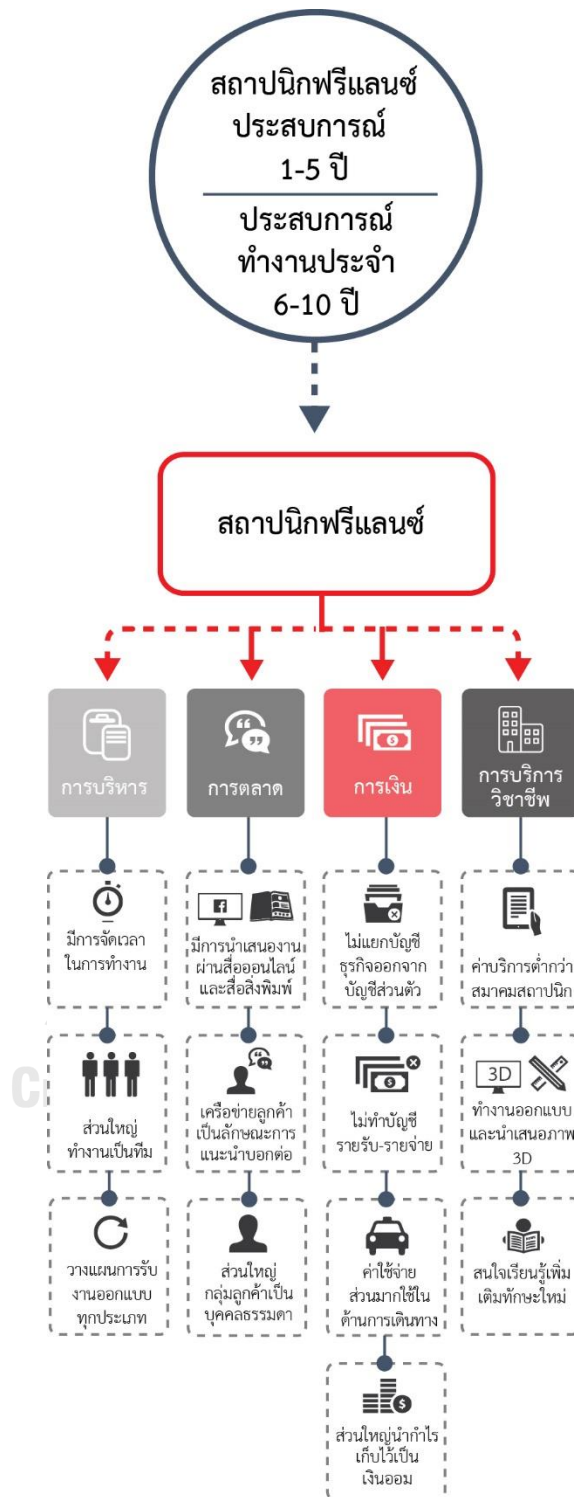 สถาปนิกฟรีแลนซ์
ประสบการณ์
1-5 ปี
ประสบการณ์
ทำงานประจำ
6-10 ปี
สถาปนิกฟรีแลนซ์
การบริหาร
มีการจัดเวลา
ในการทำงาน
ส่วนใหญ่
ทำงานเป็นทีม
วางแผนการรับ
งานออกแบบ
ทุกประเภท
การตลาด
มีการนำเสนองาน
ผ่านสื่อออนไลน์
และสื่อสิ่งพิมพ์
เครือข่ายลูกค้า
เป็นลักษณะการ
แนะนำบอกต่อ
ส่วนใหญ่
กลุ่มลูกค้าเป็น
บุคคลธรรมดา
การเงิน
ไม่แยกบัญชี
ธุรกิจออกจาก
บัญชีส่วนตัว
ไม่ทำบัญชี
รายรับ-รายจ่าย
ค่าใช้จ่าย
ส่วนมากใช้ใน
ด้านการเดินทาง
ส่วนใหญ่นำกำไร
เก็บไว้เป็น
เงินออม
การบริการ
วิชาชีพ
ค่าบริการต่ำกว่า
สมาคมสถาปนิก
3D
ทำงานออกแบบ
และนำเสนอภาพ
3D
สนใจเรียนรู้เพิ่ม
เติมทักษะใหม่